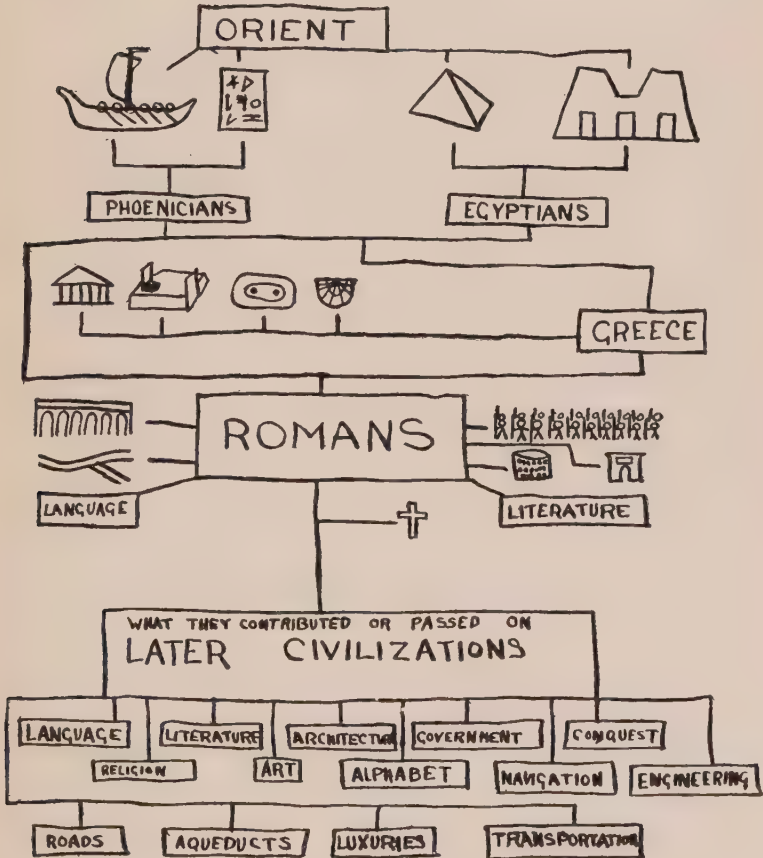 ORIENT
PHOENICIANS
EGYPTIANS
GREECE
ROMANS
LANGUAGE
LITERATURE
WHAT THEY CONTRIBUTED OR PASSED ON
LATER CIVILIZATIONS
LANGUAGE
LITERATURE
ARCHITECTURE
GOVERNMENT
CONQUEST
RELIGION
ART
ALPHABET
NAVIGATION
ENGINEERING
ROADS
AQUEDUCTS
LUXURIES
TRANSPORTATION